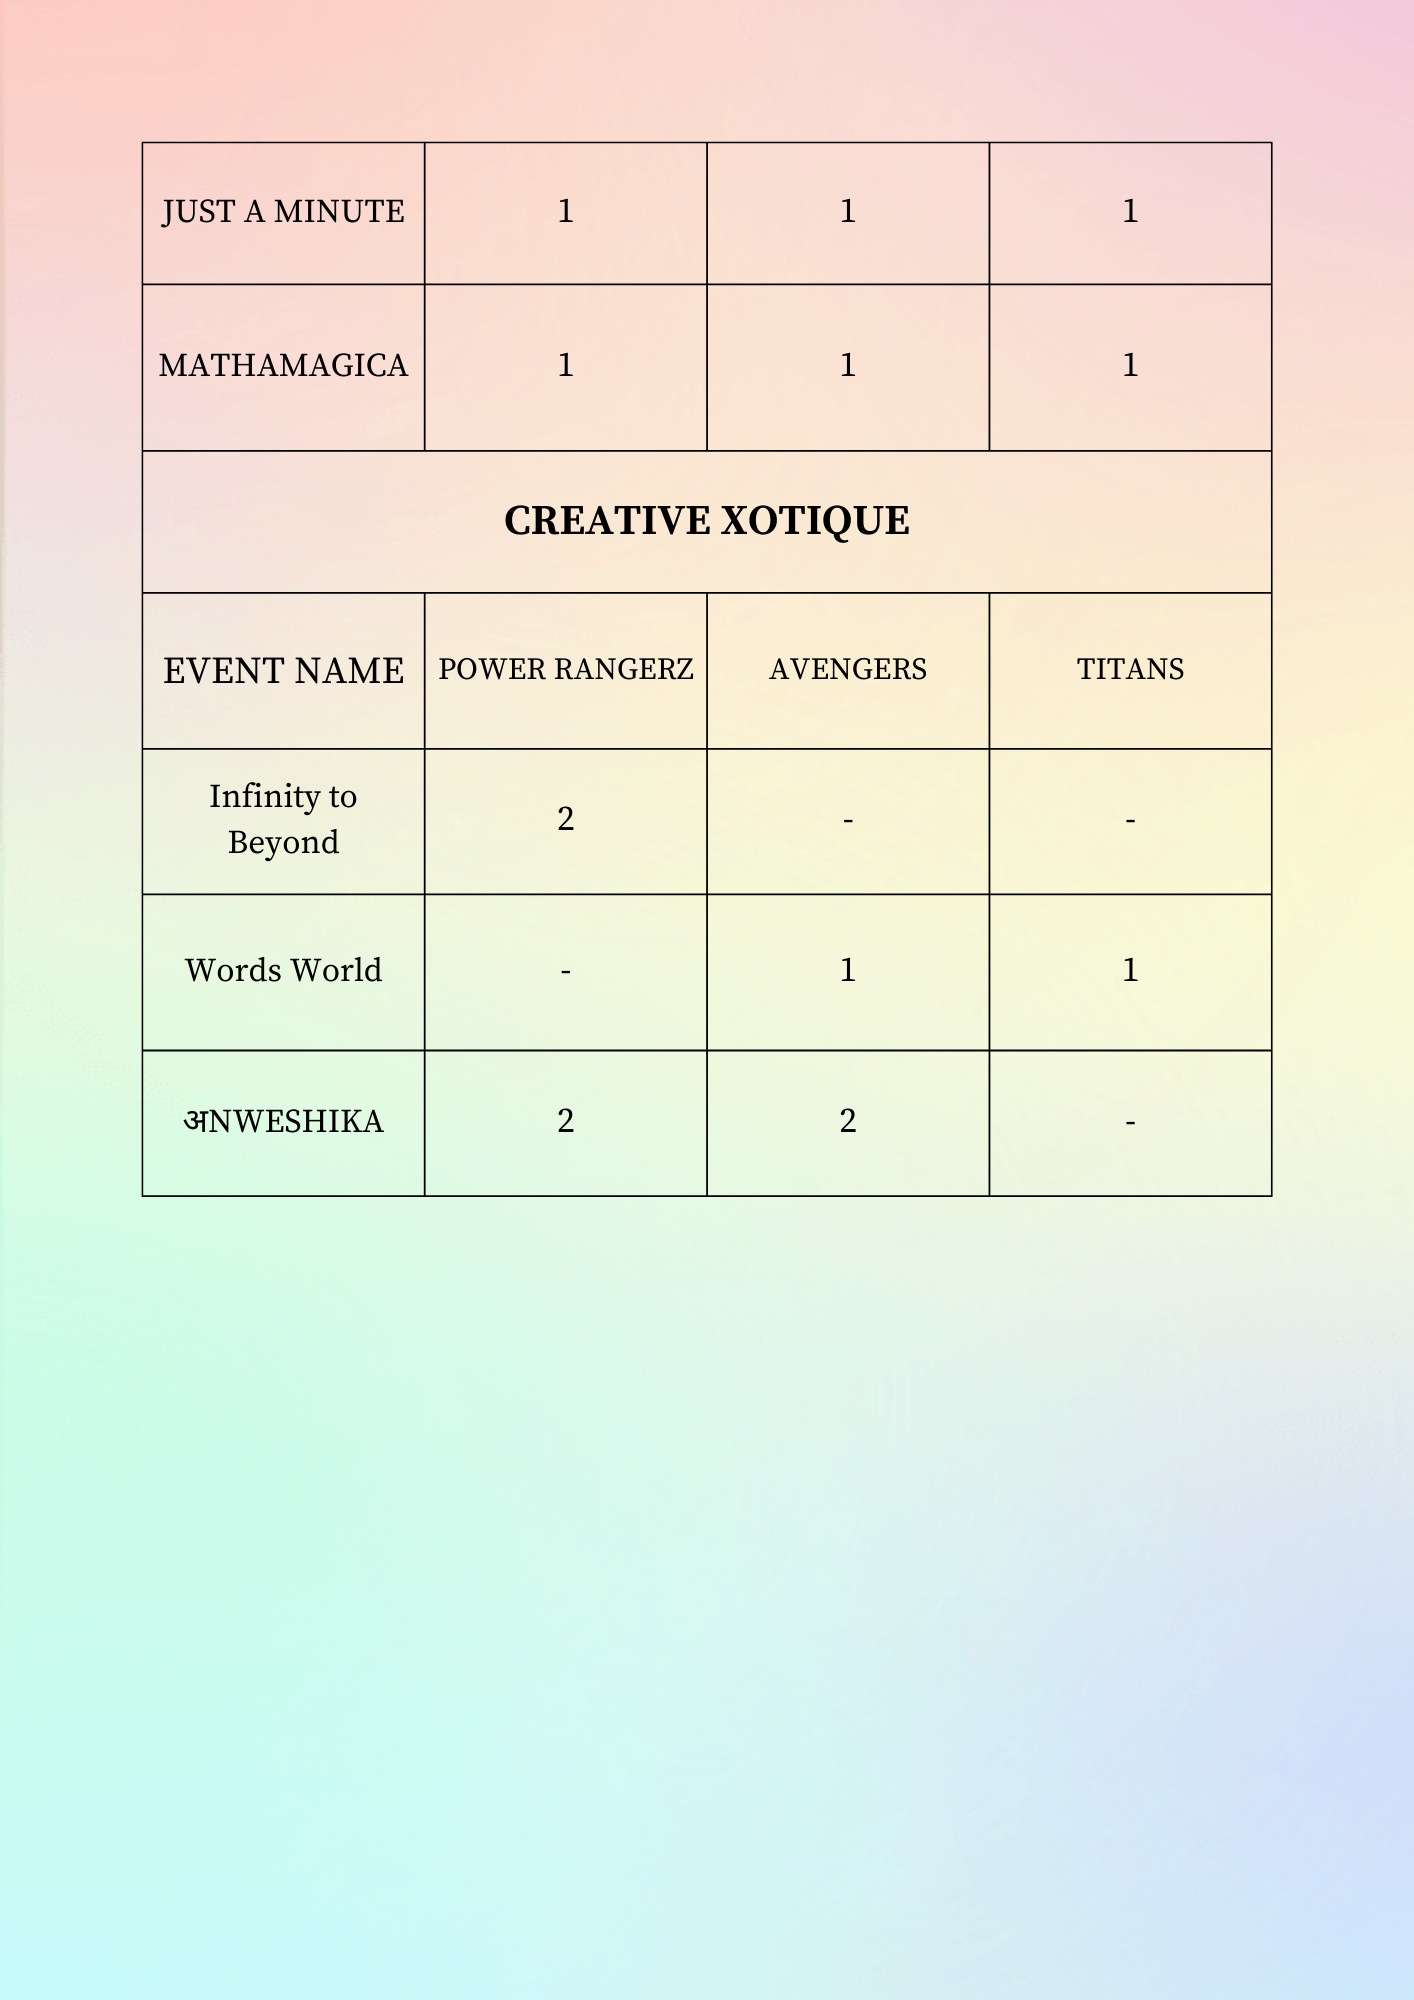 JUST A MINUTE 1 1 1
MATHAMAGICA 1 1 1
CREATIVE XOTIQUE
EVENT NAME POWER RANGERZ AVENGERS TITANS
Infinity to
Beyond 2 - -
Words World - 1 1
अNWESHIKA 2 2 -